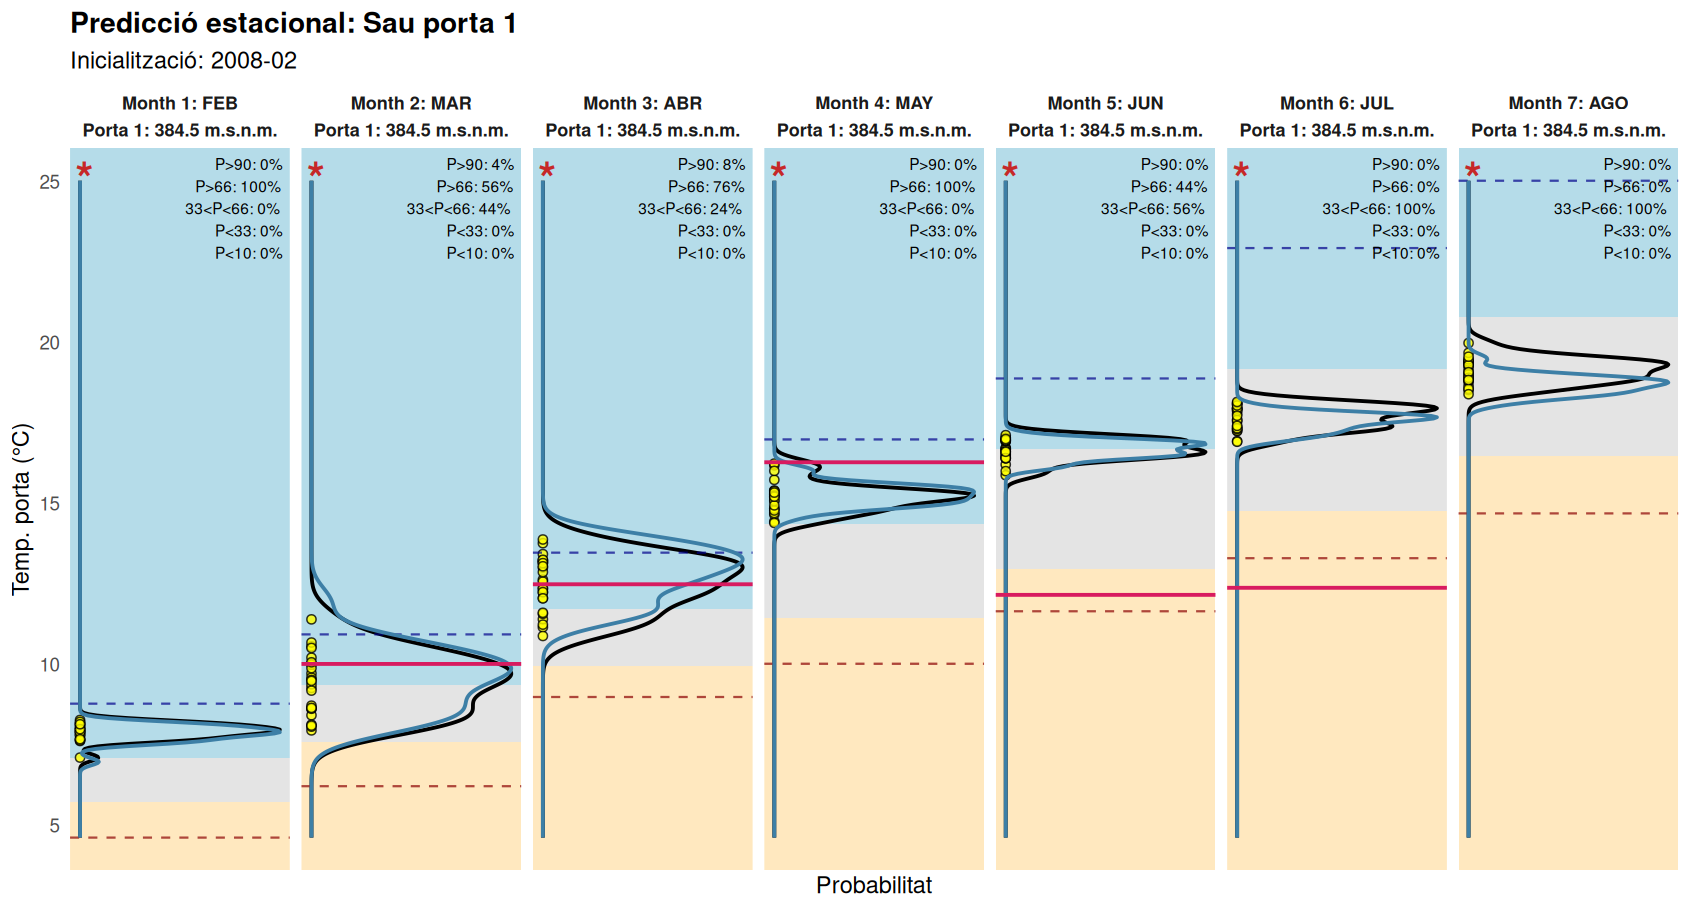 Predicció estacional: Sau porta 1
Inicialització: 2008-02
Month 1: FEB
Porta 1: 384.5 m.s.n.m.
Month 2: MAR
Porta 1: 384.5 m.s.n.m.
Month 3: ABR
Porta 1: 384.5 m.s.n.m.
Month 4: MAY
Porta 1: 384.5 m.s.n.m.
Month 5: JUN
Porta 1: 384.5 m.s.n.m.
Month 6: JUL
Porta 1: 384.5 m.s.n.m.
Month 7: AGO
Porta 1: 384.5 m.s.n.m.
*
P>90: 0%
P>66: 100%
33<P<66: 0%
P<33: 0%
P<10: 0%
*
P>90: 4%
P>66: 56%
33<P<66: 44%
P<33: 0%
P<10: 0%
*
P>90: 8%
P>66: 76%
33<P<66: 24%
P<33: 0%
P<10: 0%
*
P>90: 0%
P>66: 100%
33<P<66: 0%
P<33: 0%
P<10: 0%
*
P>90: 0%
P>66: 44%
33<P<66: 56%
P<33: 0%
P<10: 0%
*
P>90: 0%
P>66: 0%
33<P<66: 100%
P<33: 0%
P<10: 0%
*
P>90: 0%
P>66: 0%
33<P<66: 100%
P<33: 0%
P<10: 0%
25
20
15
10
5
Temp. porta (°C)
Probabilitat